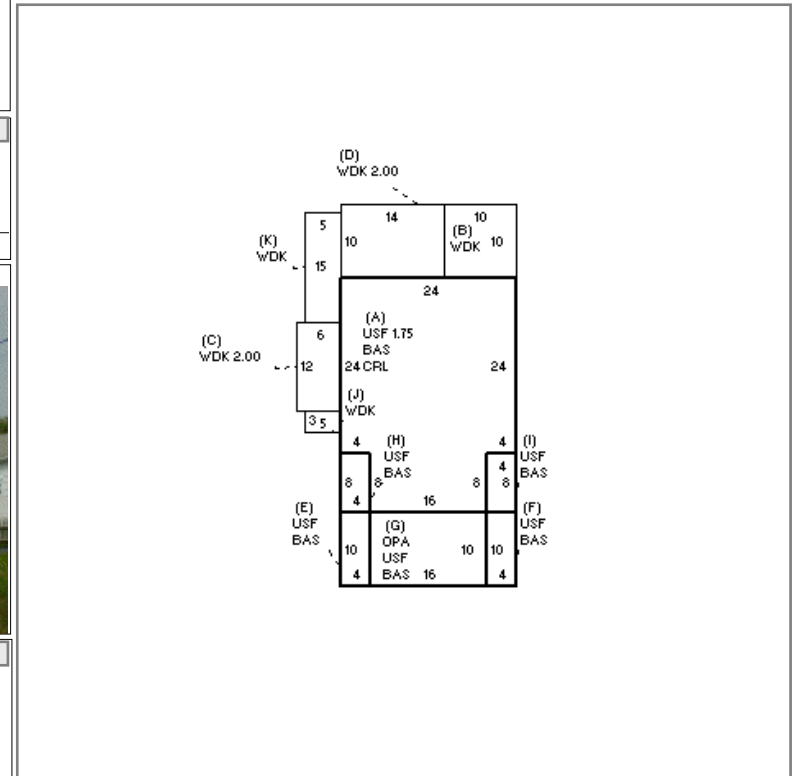 (D)
WDK 2.00
14
10
5
10
(B)
WDK
10
(K)
WDK
15
24
(A)
USF 1.75
BAS
24 CRL
24
6
(C)
WDK 2.00
12
(J)
WDK
3 5
4
(H)
USF
BAS
4
(I)
USF
BAS
4
8
8
8
8
4
16
(E)
USF
BAS
(F)
USF
BAS
(G)
OPA
USF
BAS 16
10
10
10
4
4